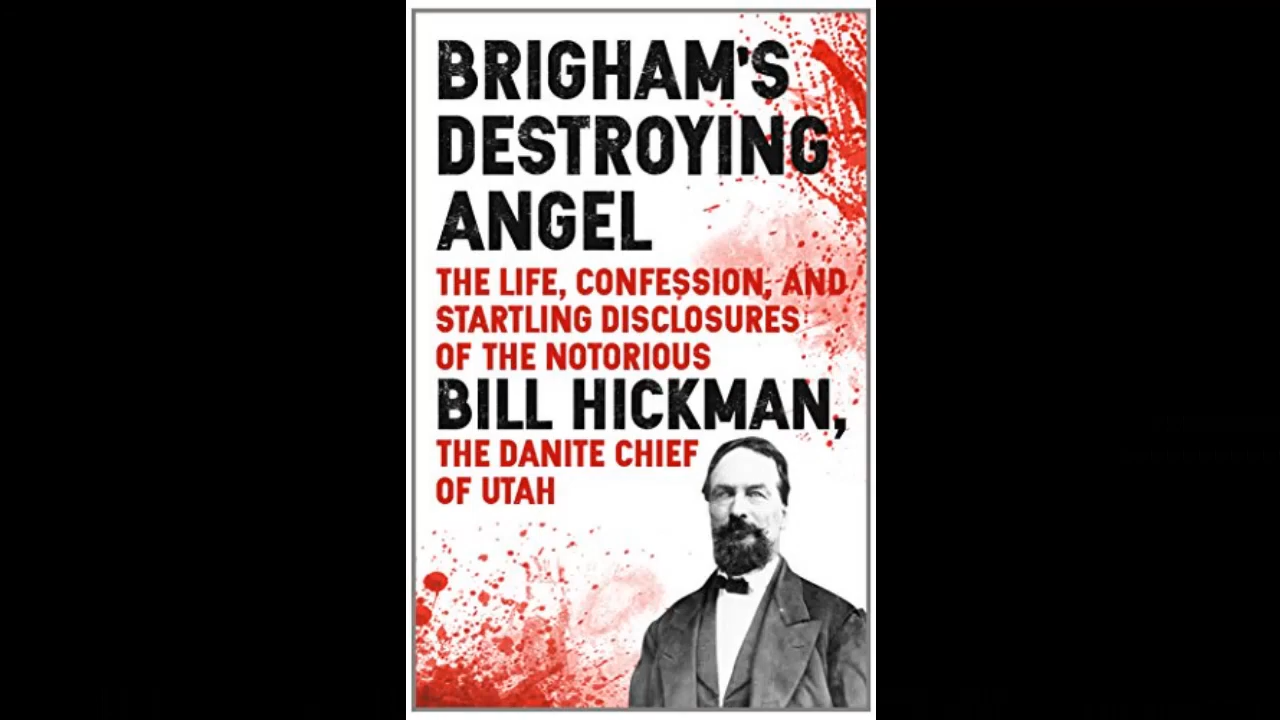 BRIGHAM'S
DESTROYING
ANGEL
THE LIFE, CONFESSION, AND
STARTLING DISCLOSURES
OF THE NOTORIOUS
BILL HICKMAN,
THE DANITE CHIEF
OF UTAH